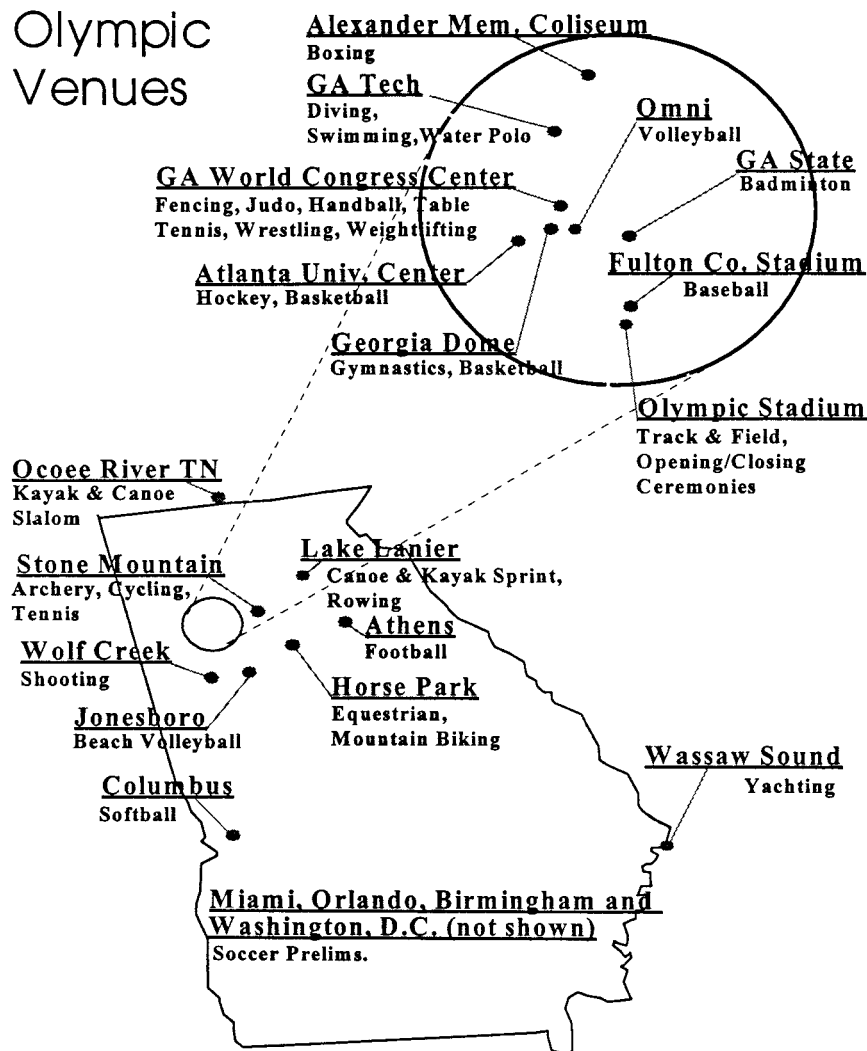 Olympic
Venues
Alexander Mem. Coliseum
Boxing
GA Tech
Diving,
Swimming, Water Polo
Omni
Volleyball
GA State
Badminton
GA World Congress Center
Fencing, Judo, Handball, Table
Tennis, Wrestling, Weightlifting
Atlanta Univ. Center
Hockey, Basketball
Fulton Co. Stadium
Baseball
Georgia Dome
Gymnastics, Basketball
Olympic Stadium
Track & Field,
Opening/Closing
Ceremonies
Ocoee River TN
Kayak & Canoe
Slalom
Lake Lanier
Canoe & Kayak Sprint,
Rowing
Stone Mountain
Archery, Cycling,
Tennis
Athens
Football
Wolf Creek
Shooting
Horse Park
Equestrian,
Mountain Biking
Jonesboro
Beach Volleyball
Wassaw Sound
Yachting
Columbus
Softball
Miami, Orlando, Birmingham and
Washington, D.C. (not shown)
Soccer Prelims.